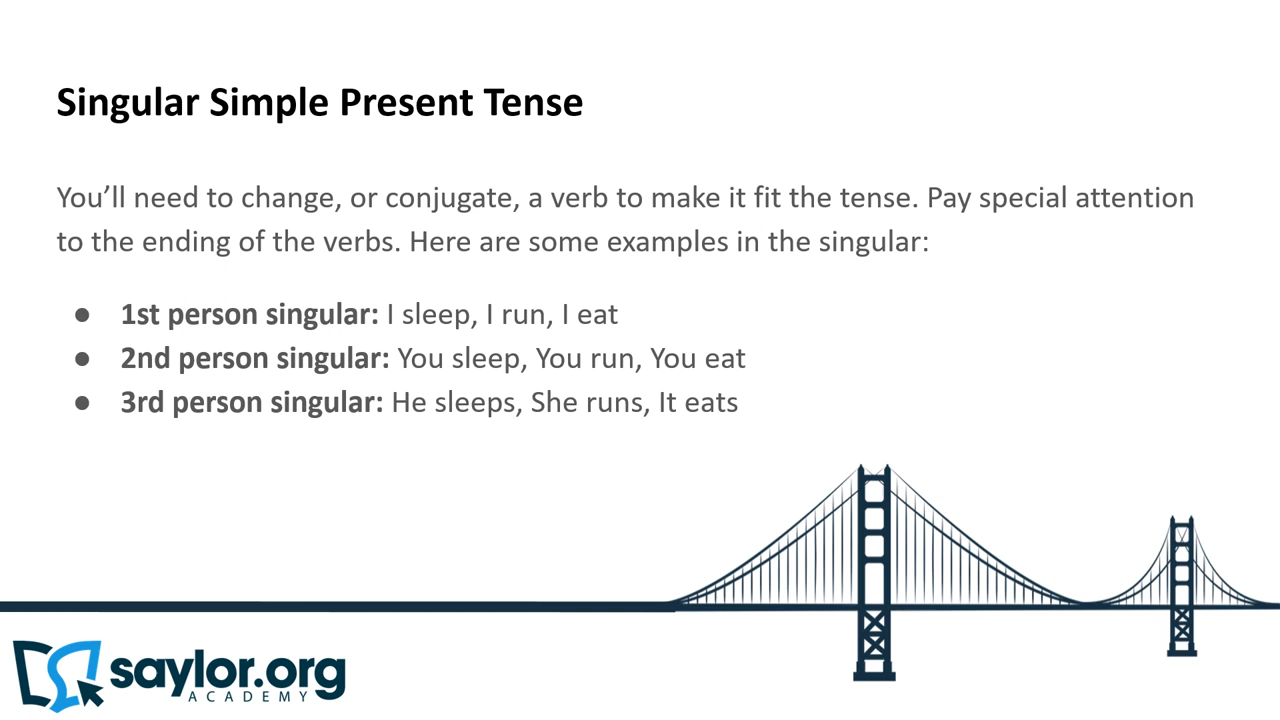 Singular Simple Present Tense
You’ll need to change, or conjugate, a verb to make it fit the tense. Pay special attention
to the ending of the verbs. Here are some examples in the singular:
● 1st person singular: I sleep, I run, I eat
● 2nd person singular: You sleep, You run, You eat
● 3rd person singular: He sleeps, She runs, It eats
saylor.org
ACADEMY